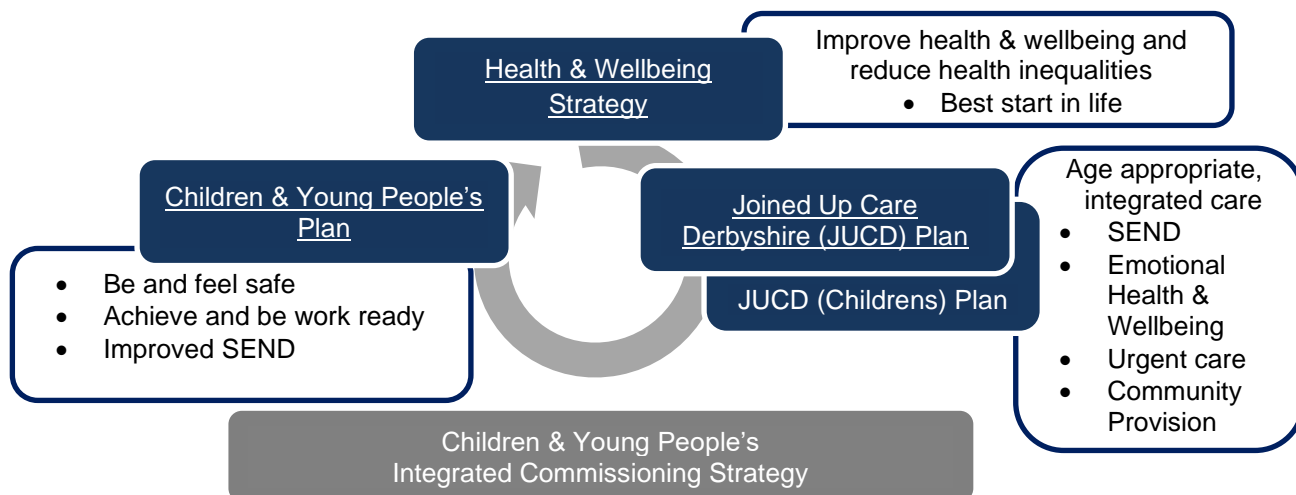 Health & Wellbeing
Strategy
Improve health & wellbeing and
reduce health inequalities
• Best start in life
Children & Young People’s
Plan
• Be and feel safe
• Achieve and be work ready
• Improved SEND
Joined Up Care
Derbyshire (JUCD) Plan
JUCD (Childrens) Plan
Age appropriate,
integrated care
• SEND
• Emotional
Health &
Wellbeing
• Urgent care
• Community
Provision
Children & Young People’s
Integrated Commissioning Strategy